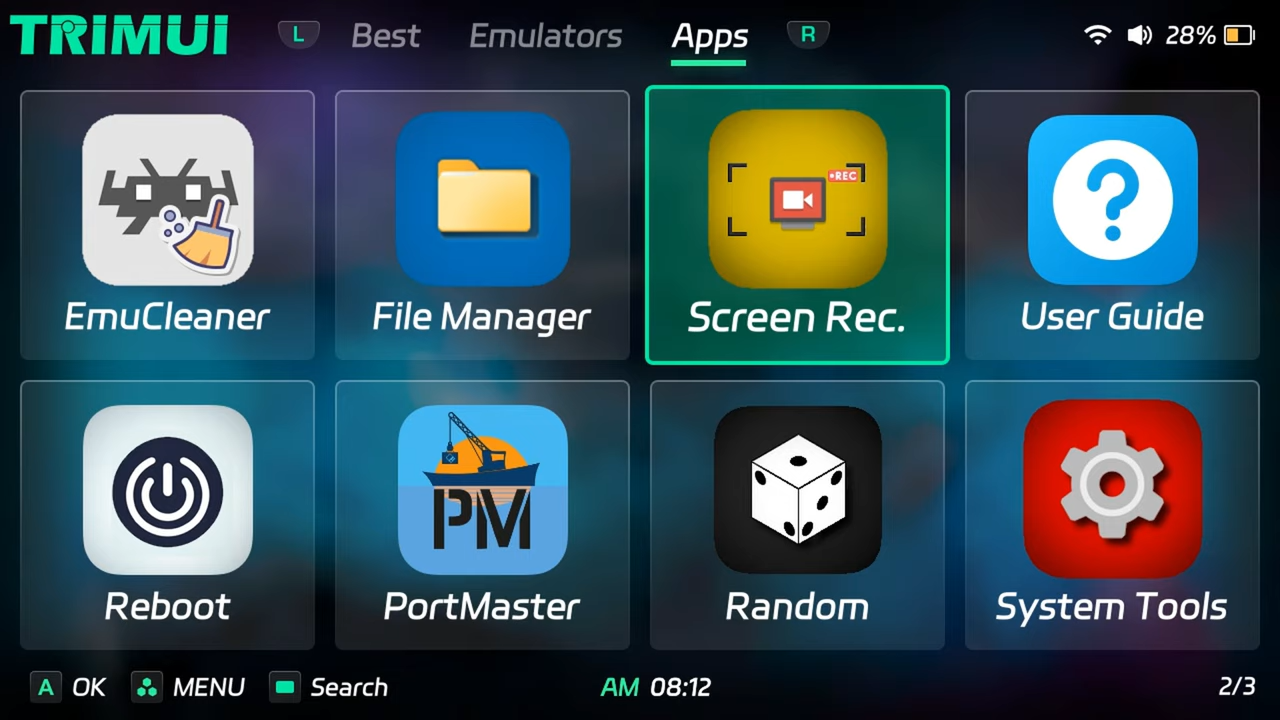 TRIMUI L Best Emulators Apps R 28%
REC
EmuCleaner File Manager Screen Rec. User Guide
PM
Reboot PortMaster Random System Tools
A OK MENU Search AM 08:12 2/3